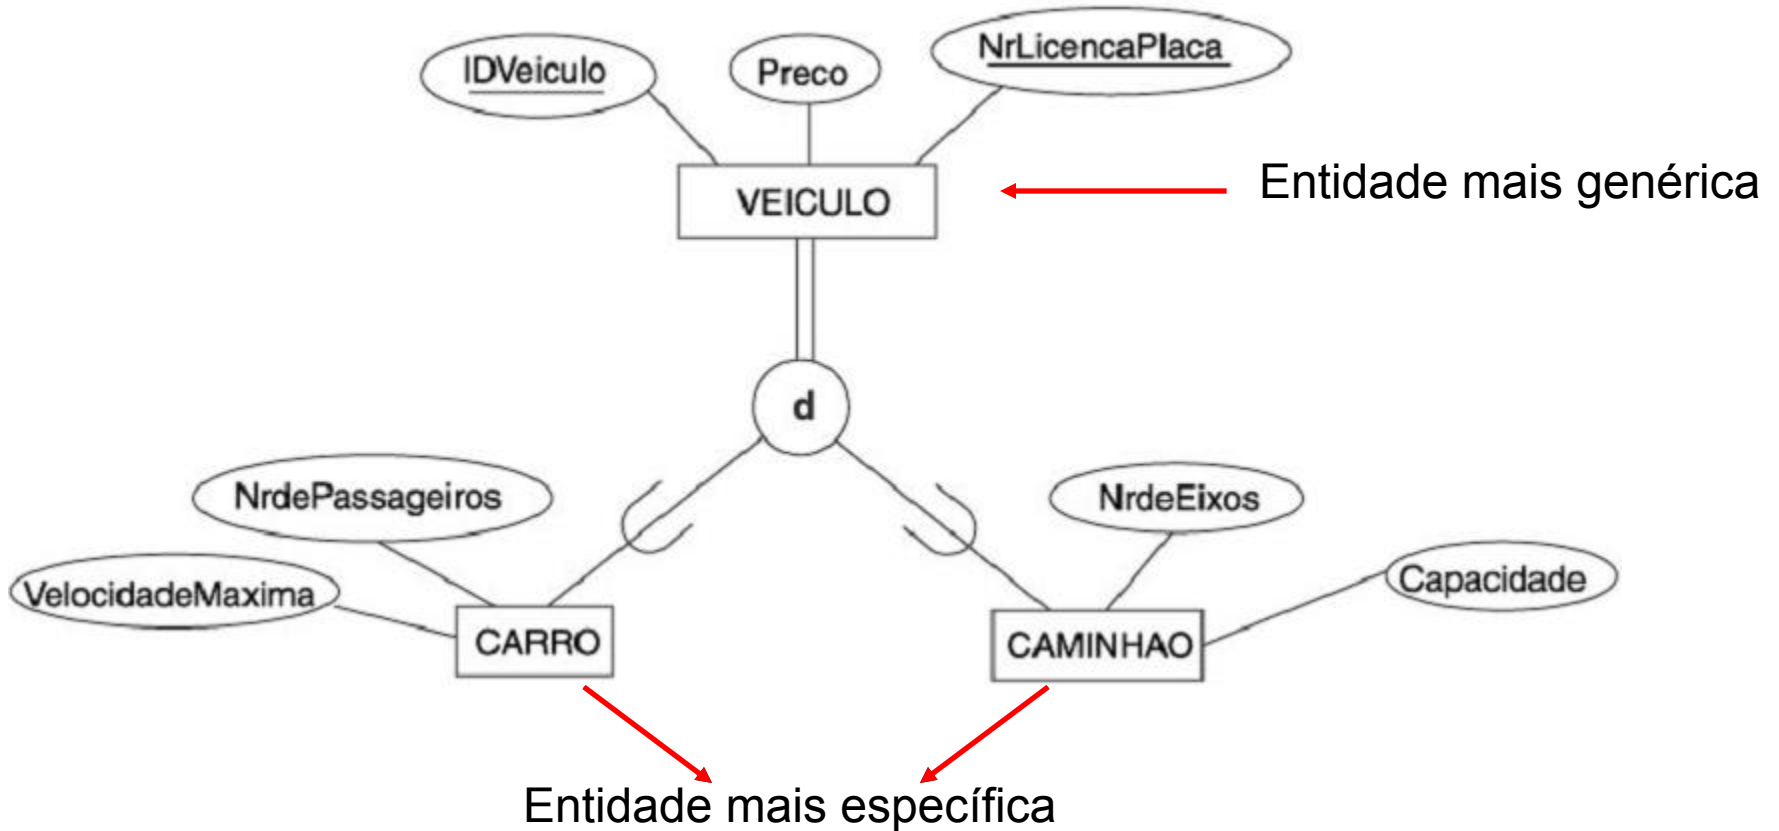 IDVeiculo
Preco
NrLicencaPlaca
VEICULO
Entidade mais genérica
d
NrdePassageiros
NrdeEixos
VelocidadeMaxima
Capacidade
CARRO
CAMINHAO
Entidade mais específica